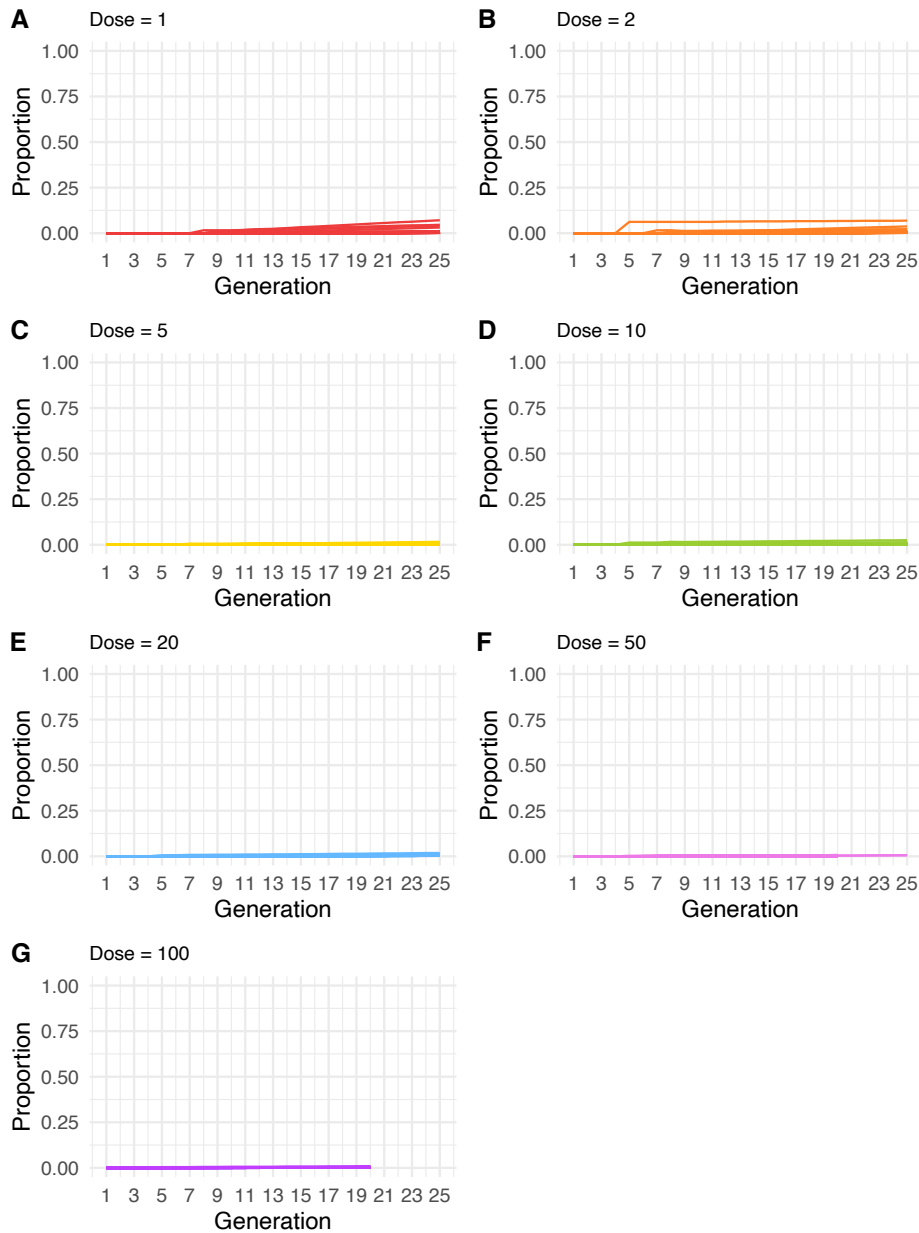 A Dose = 1
1.00
0.75
0.50
0.25
0.00
Proportion
1 3 5 7 9 11 13 15 17 19 21 23 25
Generation
B Dose = 2
1.00
0.75
0.50
0.25
0.00
Proportion
1 3 5 7 9 11 13 15 17 19 21 23 25
Generation
C Dose = 5
1.00
0.75
0.50
0.25
0.00
Proportion
1 3 5 7 9 11 13 15 17 19 21 23 25
Generation
D Dose = 10
1.00
0.75
0.50
0.25
0.00
Proportion
1 3 5 7 9 11 13 15 17 19 21 23 25
Generation
E Dose = 20
1.00
0.75
0.50
0.25
0.00
Proportion
1 3 5 7 9 11 13 15 17 19 21 23 25
Generation
F Dose = 50
1.00
0.75
0.50
0.25
0.00
Proportion
1 3 5 7 9 11 13 15 17 19 21 23 25
Generation
G Dose = 100
1.00
0.75
0.50
0.25
0.00
Proportion
1 3 5 7 9 11 13 15 17 19 21 23 25
Generation